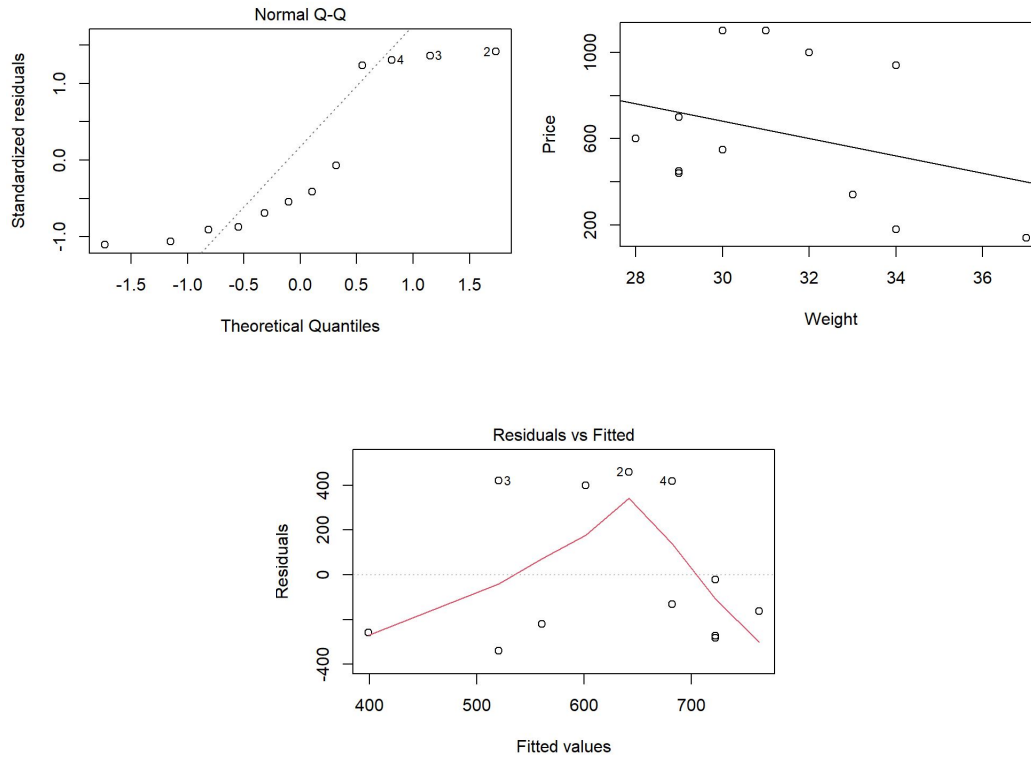 Normal Q-Q
Standardized residuals
1.0
0.0
-1.0
4
3
2
-1.5 -1.0 -0.5 0.0 0.5 1.0 1.5
Theoretical Quantiles
Price
1000
600
200
28 30 32 34 36
Weight
Residuals vs Fitted
Residuals
400
200
0
-400
3
2
4
400 500 600 700
Fitted values